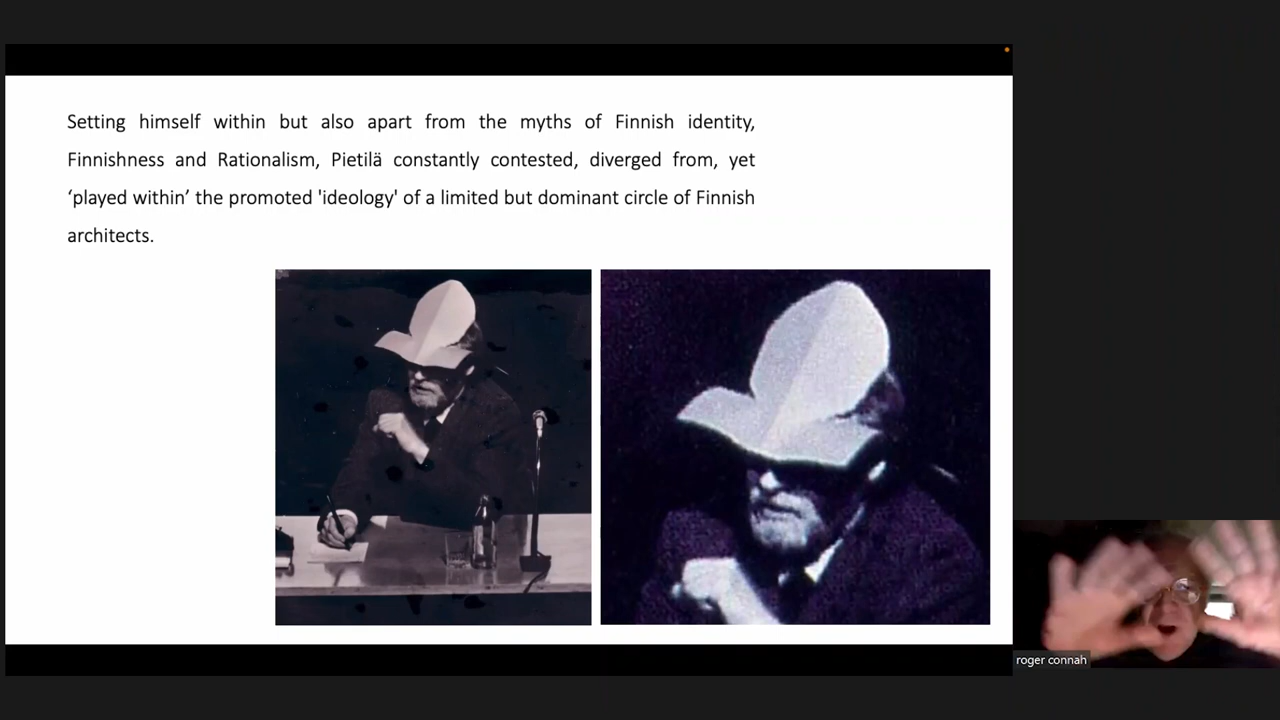 Setting himself within but also apart from the myths of Finnish identity,
Finnishness and Rationalism, Pietilä constantly contested, diverged from, yet
‘played within’ the promoted 'ideology' of a limited but dominant circle of Finnish
architects.
roger connah